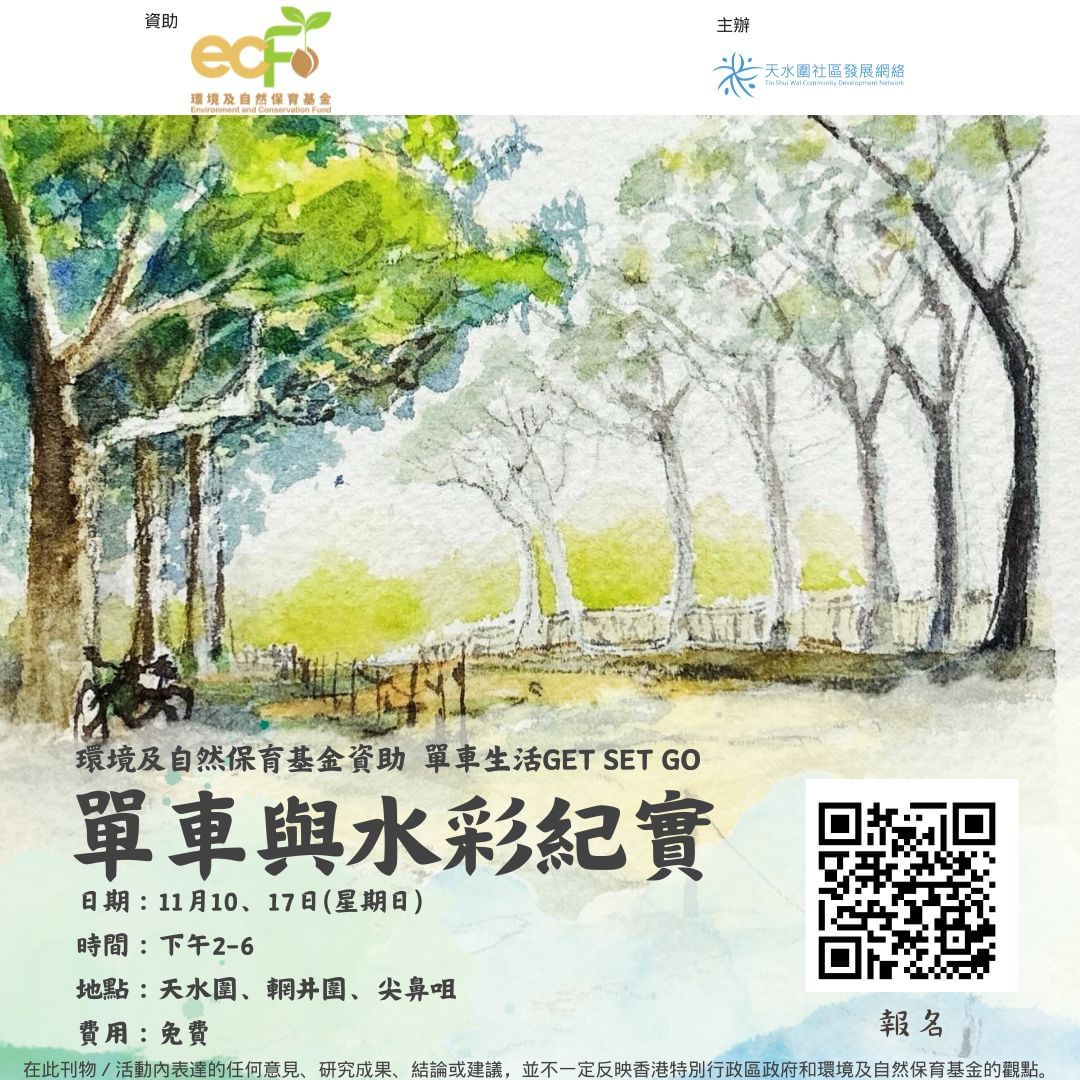 資助
主辦
ecF
環境及自然保育基金
Environment and Conservation Fund
天水圍社區發展網絡
Tin Shui Wai Community Development Network
環境及自然保育基金資助 單車生活GET SET GO
單車與水彩紀實
日期：11月10、17日(星期日)
時間：下午2-6
地點：天水圍、輞井圍、尖鼻咀
費用：免費
報名
在此刊物／活動內表達的任何意見、研究成果、結論或建議，並不一定反映香港特別行政區政府和環境及自然保育基金的觀點。